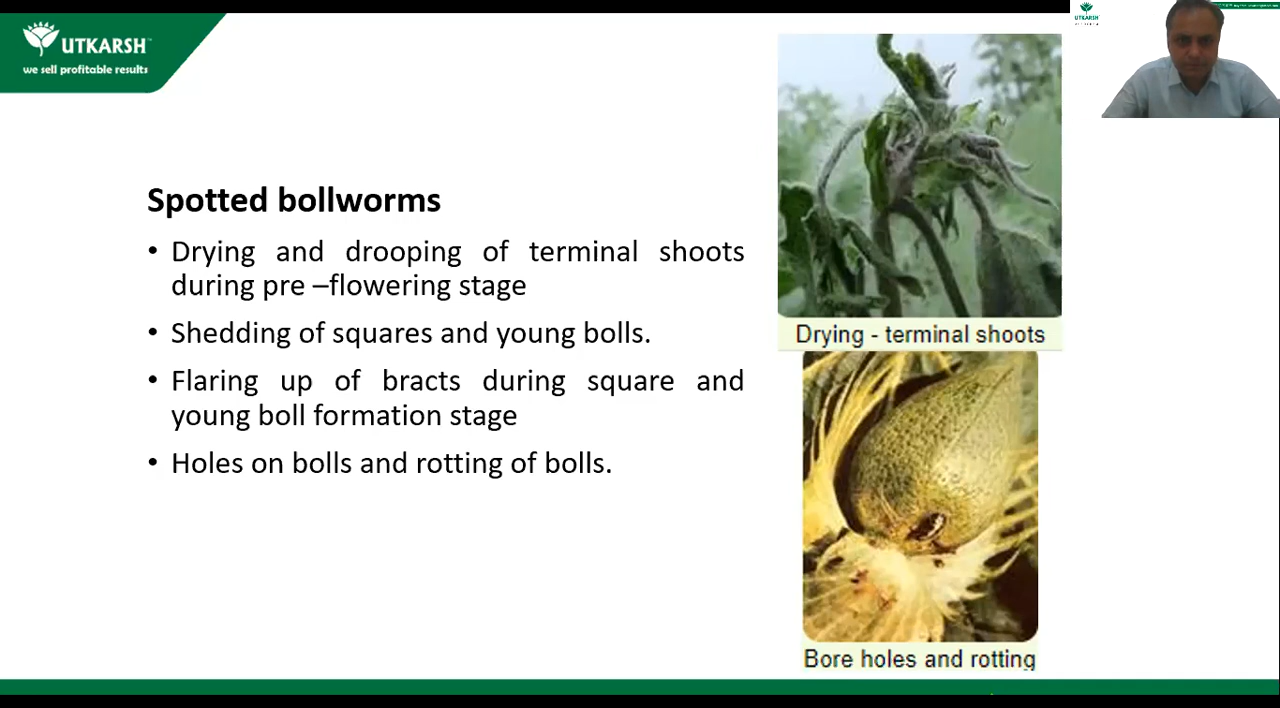 UTKARSH
we sell profitable results
UTKARSH
Spotted bollworms
• Drying and drooping of terminal shoots
during pre –flowering stage
• Shedding of squares and young bolls.
• Flaring up of bracts during square and
young boll formation stage
• Holes on bolls and rotting of bolls.
Drying - terminal shoots
Bore holes and rotting